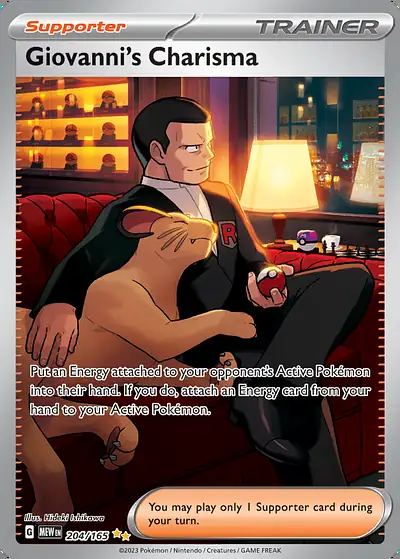 Supporter TRAINER
Giovanni's Charisma
R
Put an Energy attached to your opponent's Active Pokémon
into their hand. If you do, attach an Energy card from your
hand to your Active Pokémon.
Illus. Hideki Ishikawa
G MEW EN 204/165
You may play only 1 Supporter card during
your turn.
©2023 Pokémon / Nintendo / Creatures / GAME FREAK